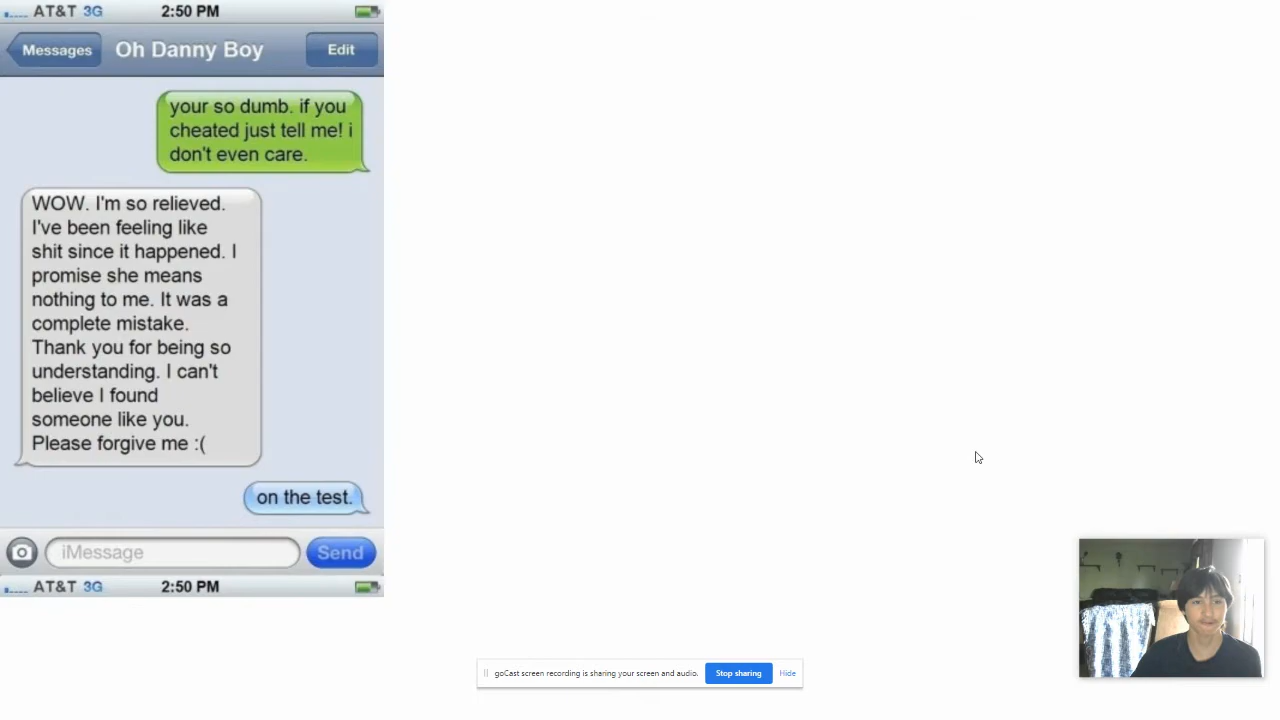 AT&T 3G 2:50 PM
Messages Oh Danny Boy Edit
your so dumb. if you
cheated just tell me! i
don't even care.
WOW. I'm so relieved.
I've been feeling like
shit since it happened. I
promise she means
nothing to me. It was a
complete mistake.
Thank you for being so
understanding. I can't
believe I found
someone like you.
Please forgive me :(
on the test.
iMessage Send
AT&T 3G 2:50 PM
goCast screen recording is sharing your screen and audio. Stop sharing Hide